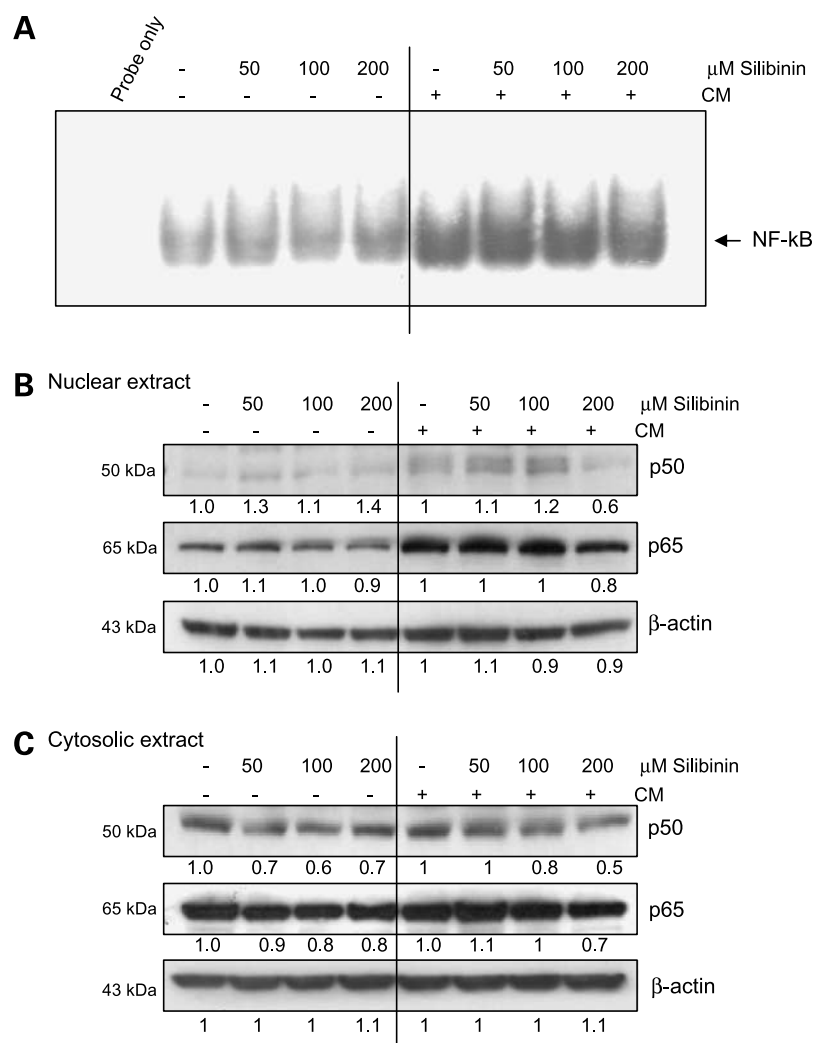 A
Probe only - 50 100 200 - 50 100 200 µM Silibinin
- - - - + + + + CM
NF-kB
B Nuclear extract
- 50 100 200 - 50 100 200 µM Silibinin
- - - - + + + + CM
50 kDa p50
1.0 1.3 1.1 1.4 1 1.1 1.2 0.6
65 kDa p65
1.0 1.1 1.0 0.9 1 1 1 0.8
43 kDa β-actin
1.0 1.1 1.0 1.1 1 1.1 0.9 0.9
C Cytosolic extract
- 50 100 200 - 50 100 200 µM Silibinin
- - - - + + + + CM
50 kDa p50
1.0 0.7 0.6 0.7 1 1 0.8 0.5
65 kDa p65
1.0 0.9 0.8 0.8 1.0 1.1 1 0.7
43 kDa β-actin
1 1 1 1.1 1 1 1 1.1